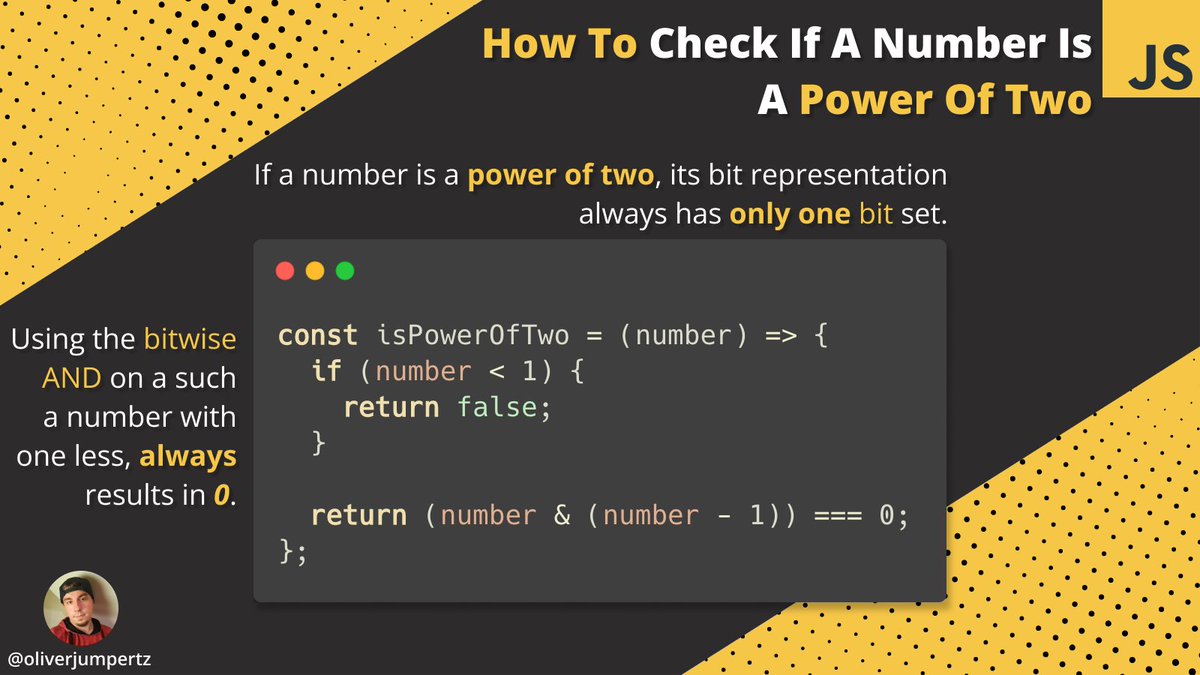 How To Check If A Number Is
A Power Of Two
JS
If a number is a power of two, its bit representation
always has only one bit set.
Using the bitwise
AND on a such
a number with
one less, always
results in 0.
const isPowerOfTwo = (number) => {
  if (number < 1) {
    return false;
  }

  return (number & (number - 1)) === 0;
};
@oliverjumpertz